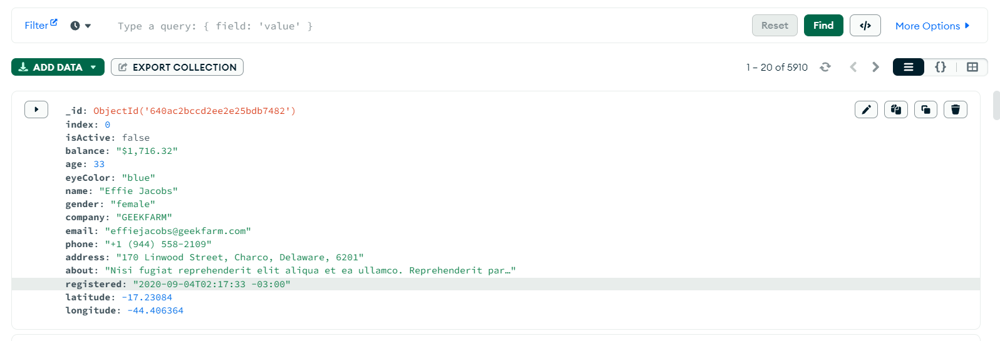 Filter
Type a query: { field: 'value' }
Reset
Find
</>
More Options
ADD DATA
EXPORT COLLECTION
1 – 20 of 5910
{}
_id: ObjectId('640ac2bccd2ee2e25bdb7482')
index: 0
isActive: false
balance: "$1,716.32"
age: 33
eyeColor: "blue"
name: "Effie Jacobs"
gender: "female"
company: "GEEKFARM"
email: "effiejacobs@geekfarm.com"
phone: "+1 (944) 558-2109"
address: "170 Linwood Street, Charco, Delaware, 6201"
about: "Nisi fugiat reprehenderit elit aliqua et ea ullamco. Reprehenderit par…"
registered: "2020-09-04T02:17:33 -03:00"
latitude: -17.23084
longitude: -44.406364